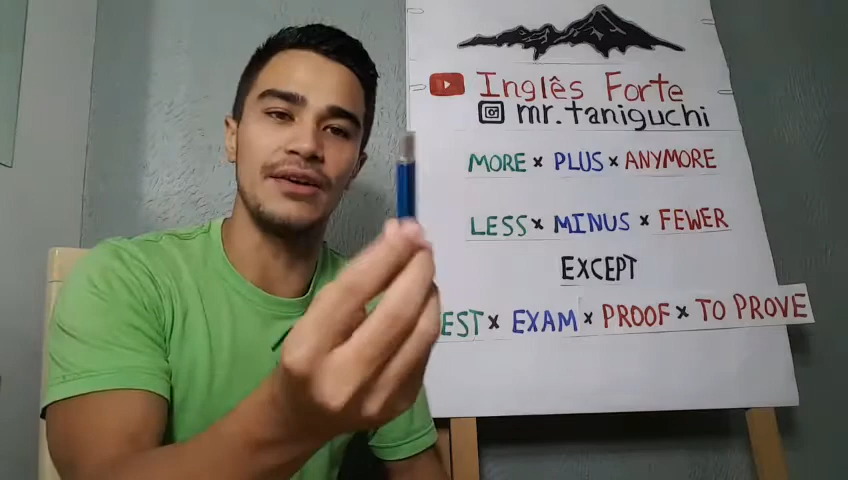 Inglês Forte
mr.taniguchi
MORE x PLUS x ANYMORE
LESS x MINUS x FEWER
EXCEPT
EST x EXAM x PROOF x TO PROVE